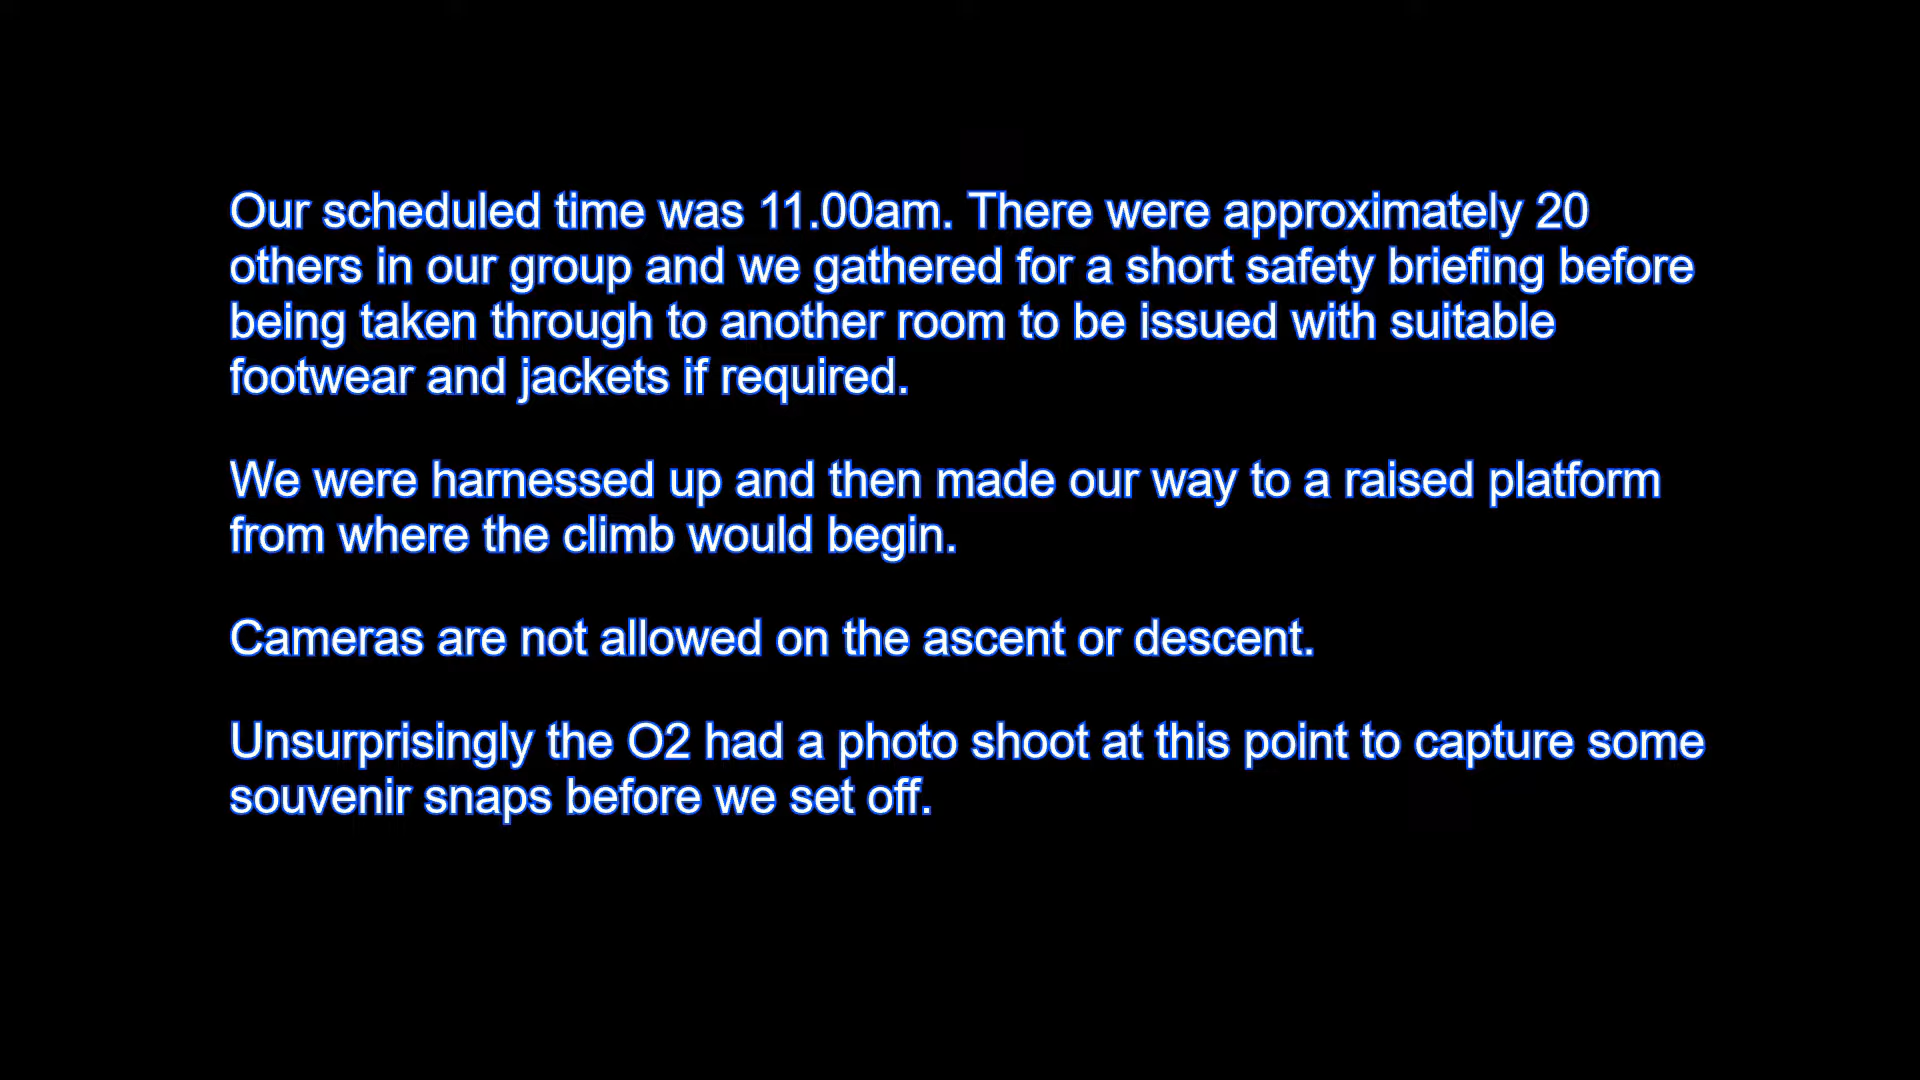 Our scheduled time was 11.00am. There were approximately 20
others in our group and we gathered for a short safety briefing before
being taken through to another room to be issued with suitable
footwear and jackets if required.
We were harnessed up and then made our way to a raised platform
from where the climb would begin.
Cameras are not allowed on the ascent or descent.
Unsurprisingly the O2 had a photo shoot at this point to capture some
souvenir snaps before we set off.